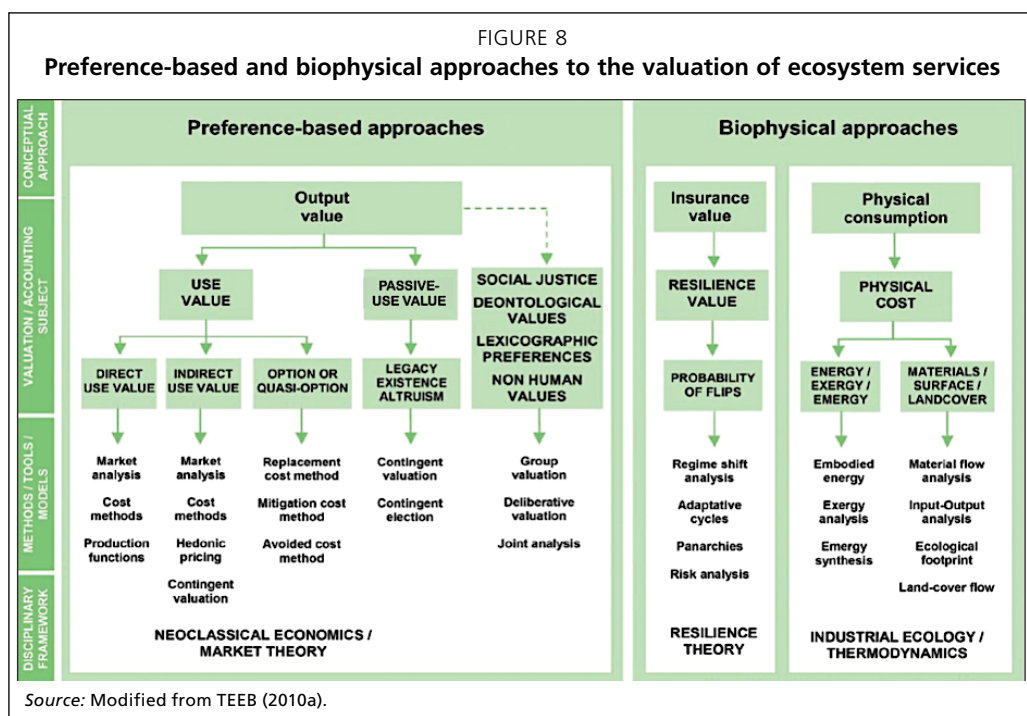 FIGURE 8
Preference-based and biophysical approaches to the valuation of ecosystem services
CONCEPTUAL
APPROACH
Preference-based approaches
Biophysical approaches
VALUATION / ACCOUNTING
SUBJECT
Output
value
Insurance
value
Physical
consumption
USE
VALUE
PASSIVE-
USE VALUE
SOCIAL JUSTICE
DEONTOLOGICAL
VALUES
LEXICOGRAPHIC
PREFERENCES
NON HUMAN
VALUES
RESILIENCE
VALUE
PHYSICAL
COST
DIRECT
USE VALUE
INDIRECT
USE VALUE
OPTION OR
QUASI-OPTION
LEGACY
EXISTENCE
ALTRUISM
PROBABILITY
OF FLIPS
ENERGY /
EXERGY /
EMERGY
MATERIALS /
SURFACE /
LANDCOVER
METHODS / TOOLS /
MODELS
Market
analysis
Cost
methods
Production
functions
Market
analysis
Cost
methods
Hedonic
pricing
Contingent
valuation
Replacement
cost method
Mitigation cost
method
Avoided cost
method
Contingent
valuation
Contingent
election
Group
valuation
Deliberative
valuation
Joint analysis
Regime shift
analysis
Adaptative
cycles
Panarchies
Risk analysis
Embodied
energy
Exergy
analysis
Emergy
synthesis
Material flow
analysis
Input-Output
analysis
Ecological
footprint
Land-cover flow
DISCIPLINARY
FRAMEWORK
NEOCLASSICAL ECONOMICS /
MARKET THEORY
RESILIENCE
THEORY
INDUSTRIAL ECOLOGY /
THERMODYNAMICS
Source: Modified from TEEB (2010a).